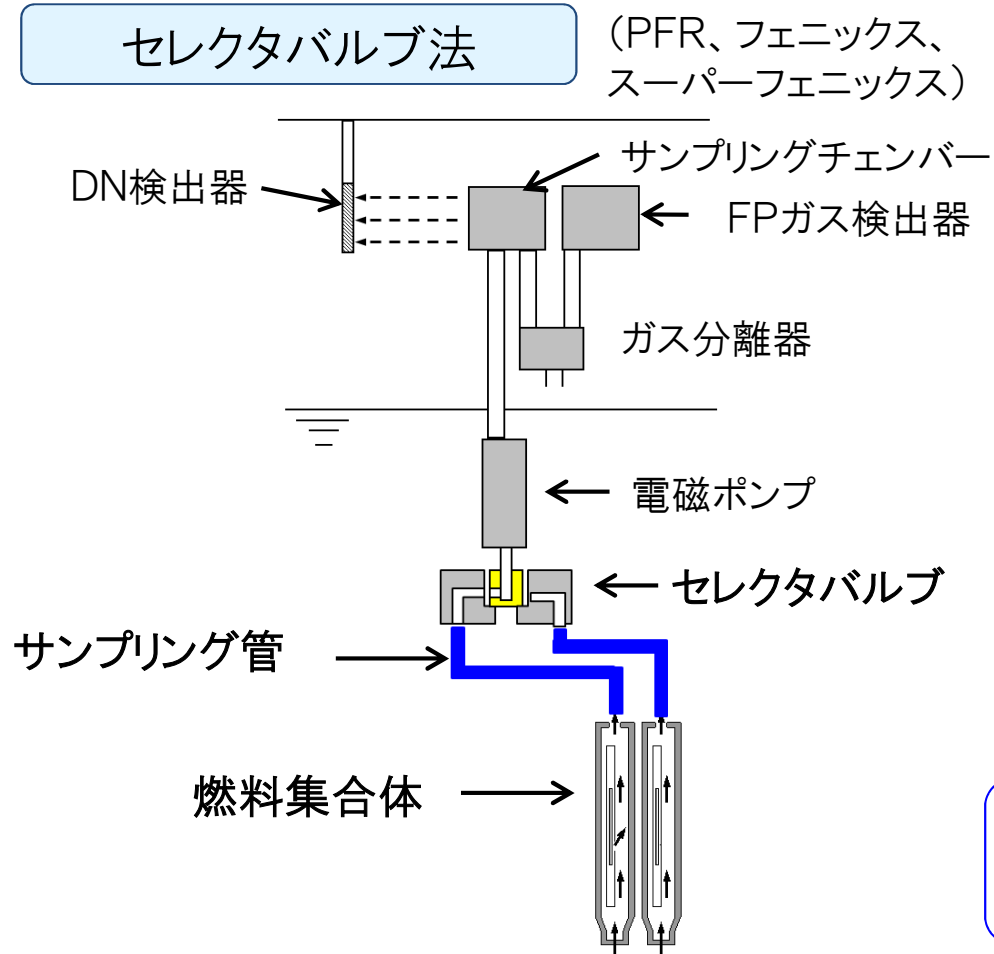 セレクタバルブ法
（PFR、フェニックス、
スーパーフェニックス）
サンプリングチェンバー
DN検出器
FPガス検出器
ガス分離器
電磁ポンプ
セレクタバルブ
サンプリング管
燃料集合体